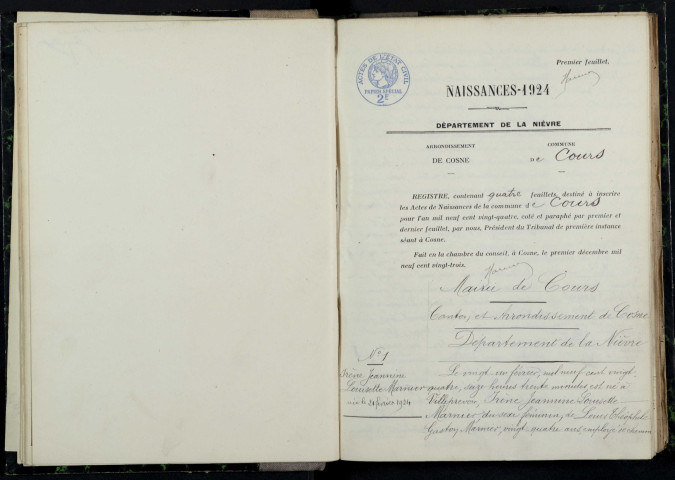 Premier feuillet.
ACTES DE L'ÉTAT CIVIL
PAPIER SPÉCIAL
2F
NAISSANCES-1924
DÉPARTEMENT DE LA NIÈVRE
ARRONDISSEMENT
DE COSNE
COMMUNE
de Cours
REGISTRE, contenant quatre feuillets, destiné à inscrire
les Actes de Naissances de la commune de Cours
pour l'an mil neuf cent vingt-quatre, coté et paraphé par premier et
dernier feuillet, par nous, Président du Tribunal de première instance
séant à Cosne.
Fait en la chambre du conseil, à Cosne, le premier décembre mil
neuf cent vingt-trois.
Mairie de Cours
Canton et Arrondissement de Cosne
Département de la Nièvre
N°1
Irène Jeannine
Louisette Marnier
née le 21 février 1924
Le vingt-un février, mil neuf cent vingt
quatre, seize heures trente minutes est née à
Villeprevoir, Irène Jeannine Louisette
Marnier, du sexe féminin, de Louis Théophile
Gaston Marnier, vingt quatre ans, employé de chemin